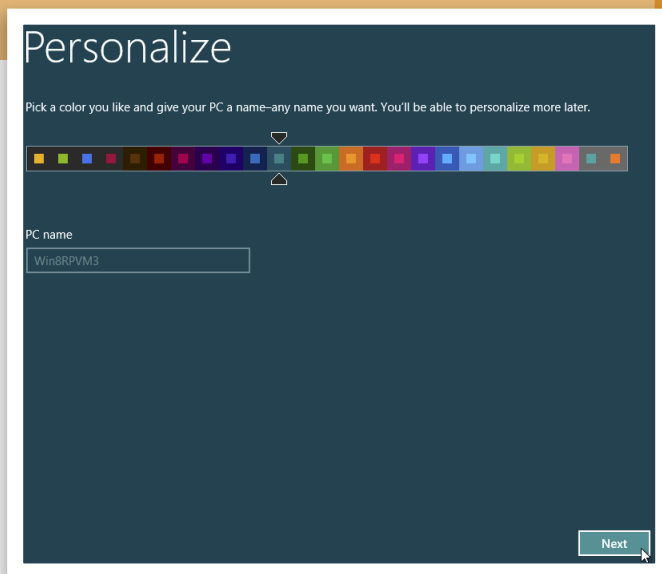 Personalize
Pick a color you like and give your PC a name–any name you want. You'll be able to personalize more later.
PC name
Win8RPVM3
Next